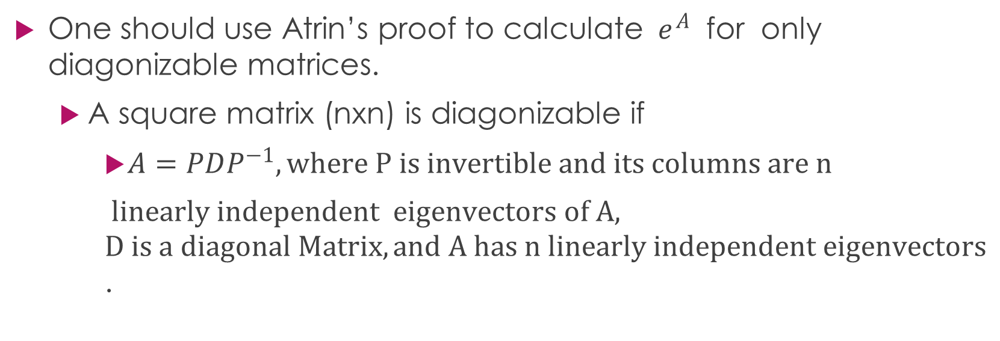 One should use Atrin's proof to calculate e^A for only
diagonizable matrices.
A square matrix (nxn) is diagonizable if
A = PDP⁻¹, where P is invertible and its columns are n
linearly independent eigenvectors of A,
D is a diagonal Matrix, and A has n linearly independent eigenvectors
.